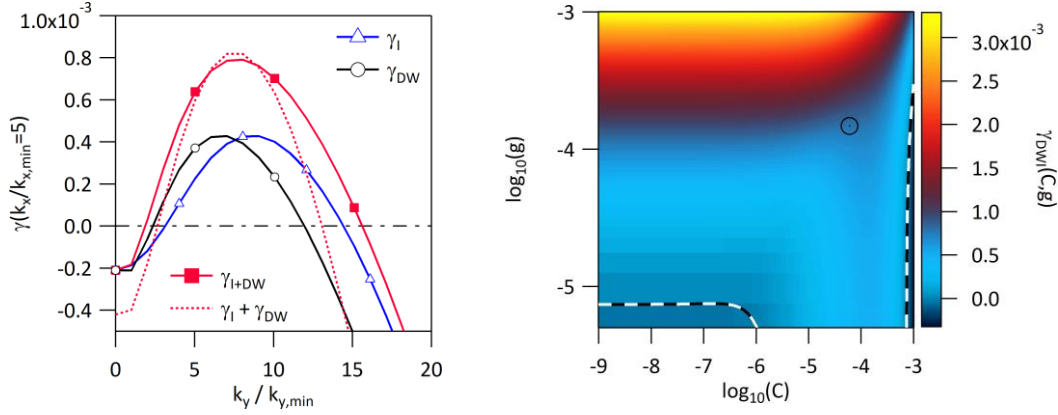 1.0x10⁻³
0.8
0.6
0.4
0.2
0.0
-0.2
-0.4
γ(kₓ/kₓ,min=5)
γI
γDW
γI+DW
γI + γDW
0
5
10
15
20
ky / ky,min
-3
-4
-5
log10(g)
-9
-8
-7
-6
-5
-4
-3
log10(C)
3.0x10⁻³
2.5
2.0
1.5
1.0
0.5
0.0
γDWI(C,g)